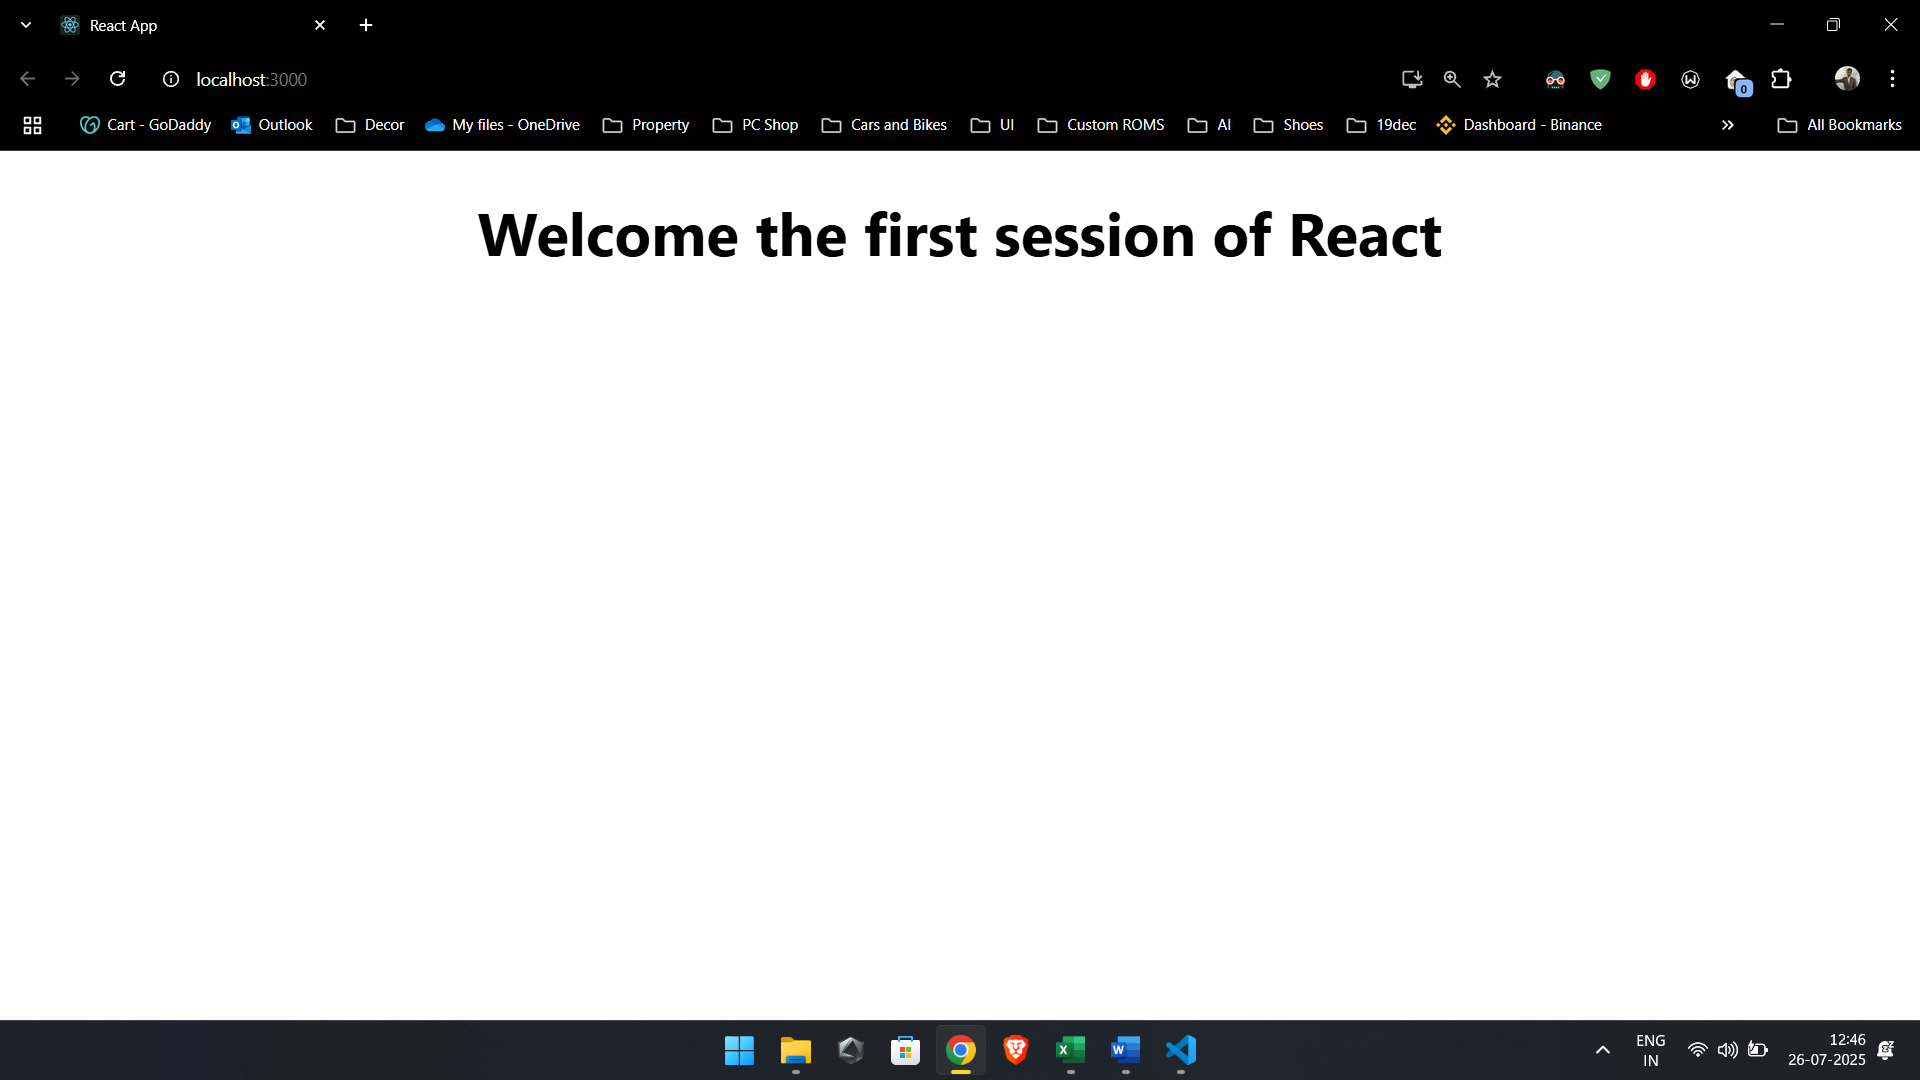 React App
localhost:3000
Cart - GoDaddy Outlook Decor My files - OneDrive Property PC Shop Cars and Bikes UI Custom ROMS AI Shoes 19dec Dashboard - Binance All Bookmarks
0
Welcome the first session of React
ENG
IN
12:46
26-07-2025